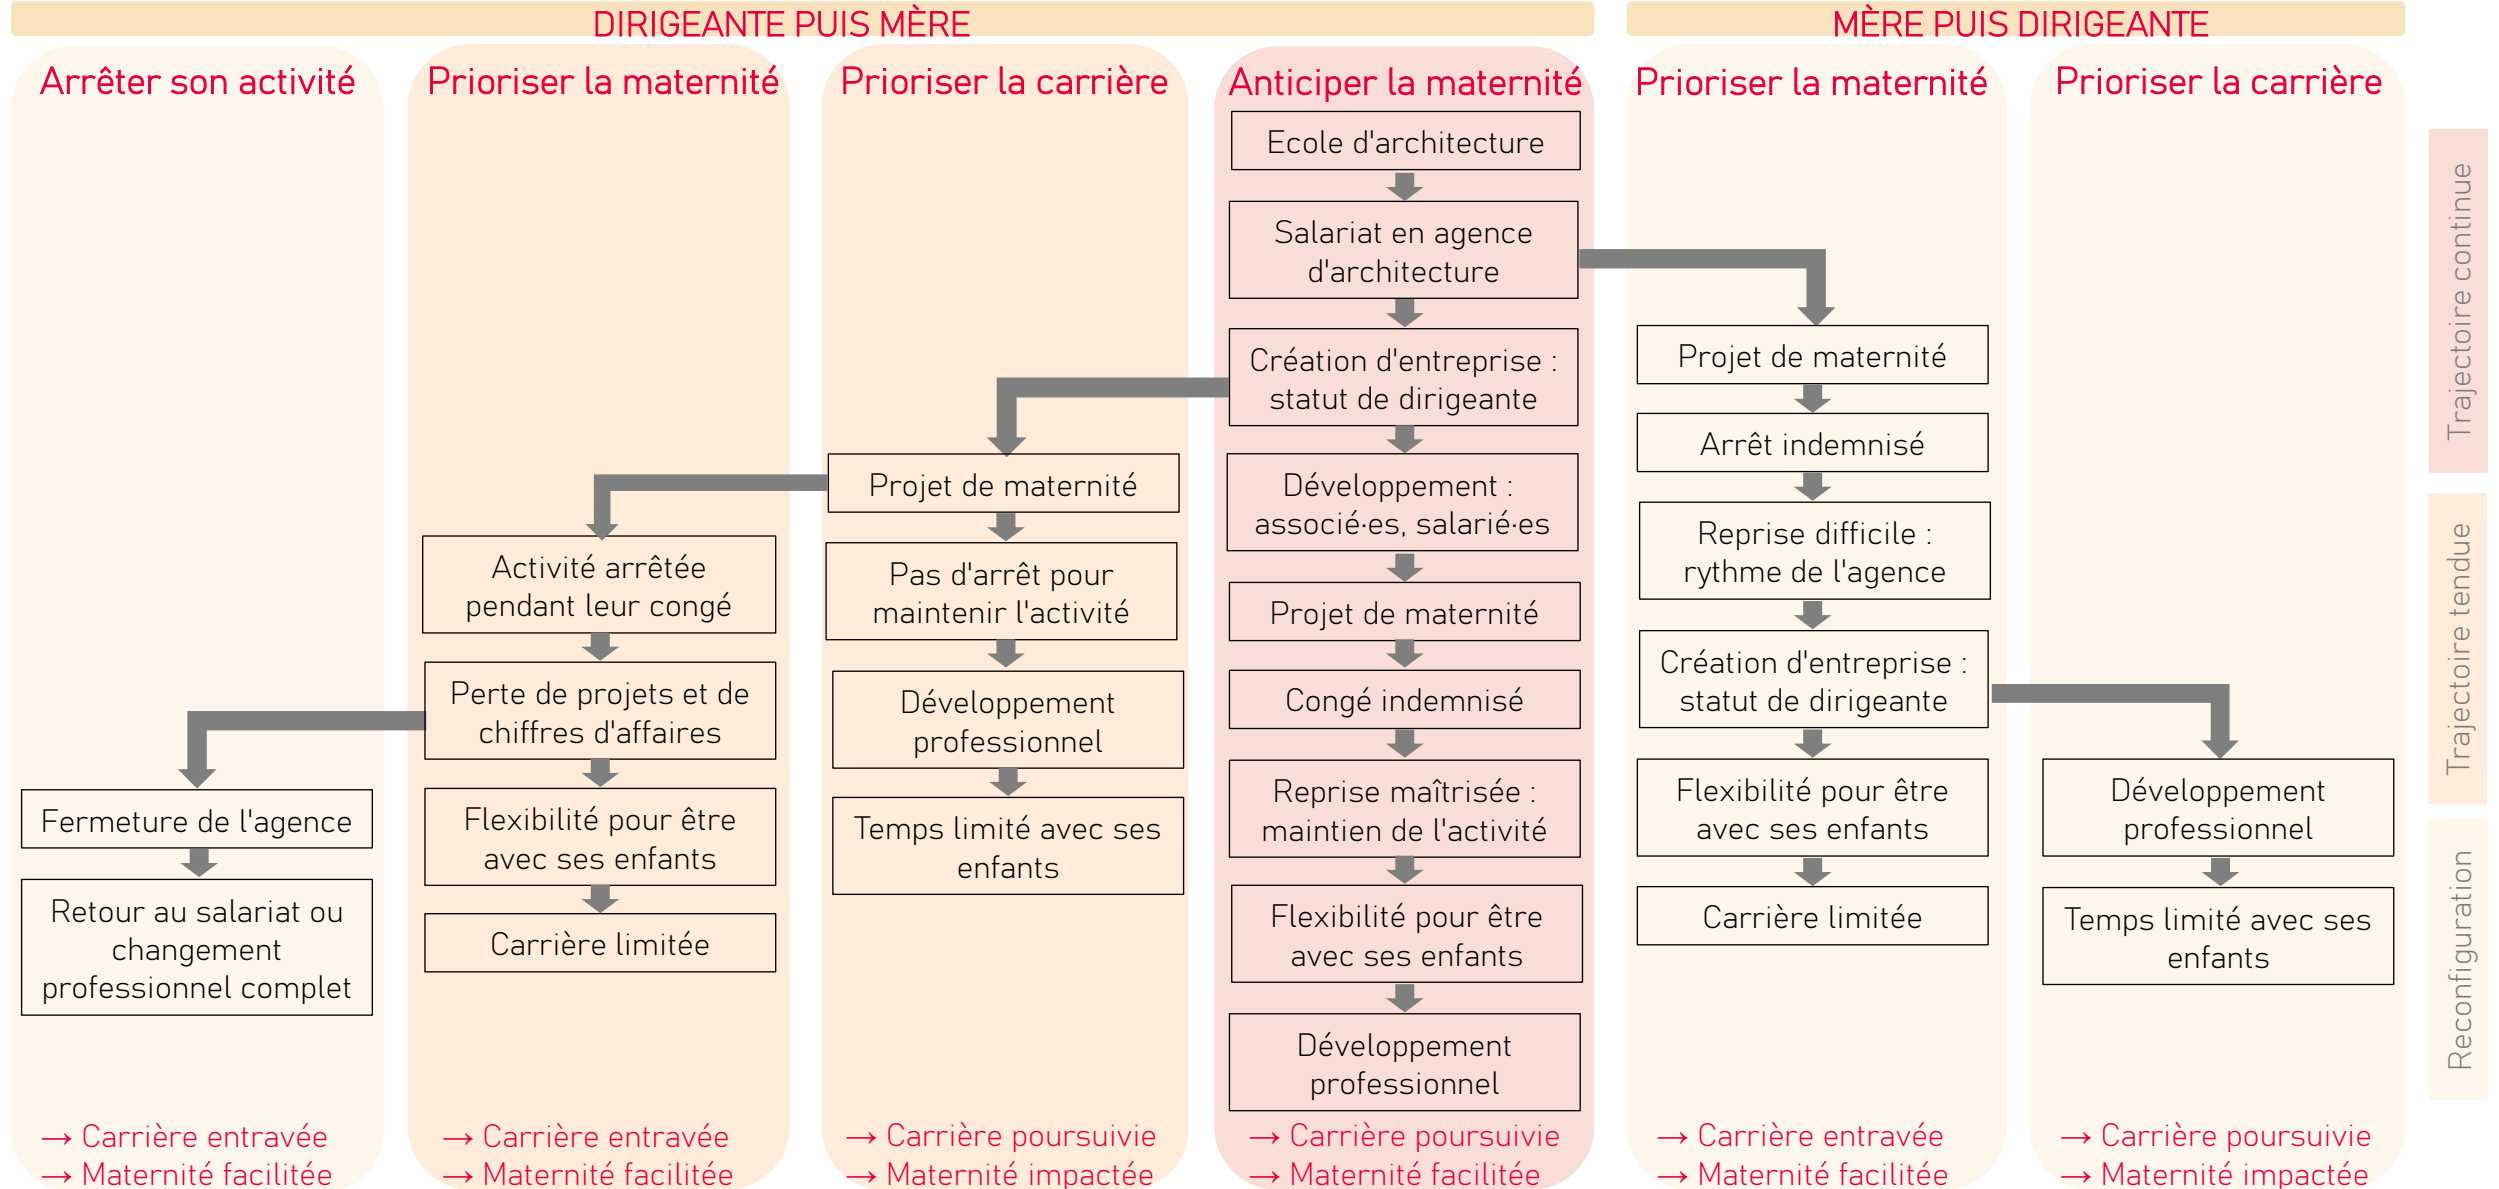 DIRIGEANTE PUIS MÈRE
MÈRE PUIS DIRIGEANTE
Arrêter son activité
Fermeture de l'agence
Retour au salariat ou
changement
professionnel complet
→ Carrière entravée
→ Maternité facilitée
Prioriser la maternité
Activité arrêtée
pendant leur congé
Perte de projets et de
chiffres d'affaires
Flexibilité pour être
avec ses enfants
Carrière limitée
→ Carrière entravée
→ Maternité facilitée
Prioriser la carrière
Projet de maternité
Pas d'arrêt pour
maintenir l'activité
Développement
professionnel
Temps limité avec ses
enfants
→ Carrière poursuivie
→ Maternité impactée
Anticiper la maternité
Ecole d'architecture
Salariat en agence
d'architecture
Création d'entreprise :
statut de dirigeante
Développement :
associé·es, salarié·es
Projet de maternité
Congé indemnisé
Reprise maîtrisée :
maintien de l'activité
Flexibilité pour être
avec ses enfants
Développement
professionnel
→ Carrière poursuivie
→ Maternité facilitée
Prioriser la maternité
Projet de maternité
Arrêt indemnisé
Reprise difficile :
rythme de l'agence
Création d'entreprise :
statut de dirigeante
Flexibilité pour être
avec ses enfants
Carrière limitée
→ Carrière entravée
→ Maternité facilitée
Prioriser la carrière
Développement
professionnel
Temps limité avec ses
enfants
→ Carrière poursuivie
→ Maternité impactée
Trajectoire continue
Trajectoire tendue
Reconfiguration